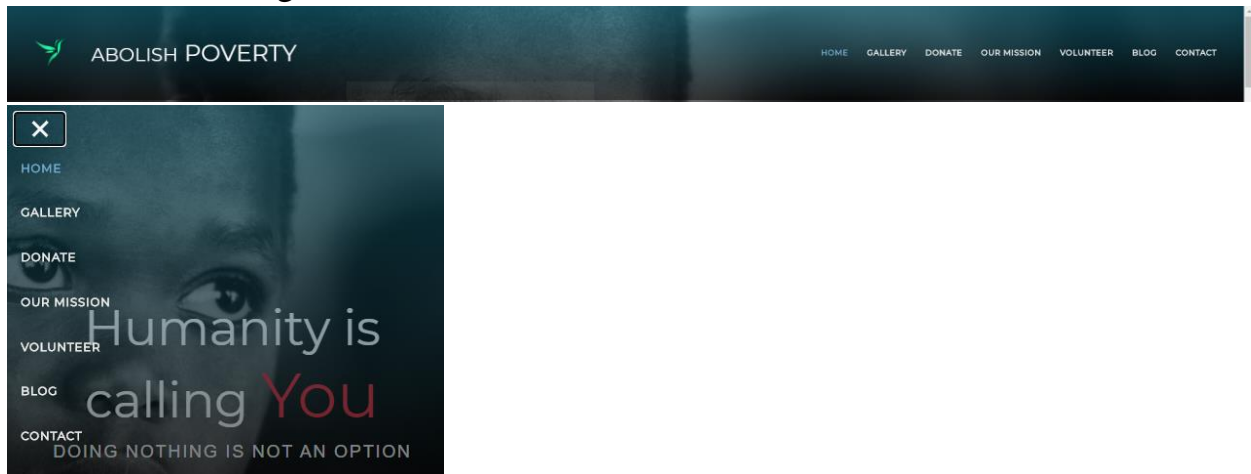 ABOLISH POVERTY
HOME GALLERY DONATE OUR MISSION VOLUNTEER BLOG CONTACT
HOME
GALLERY
DONATE
OUR MISSION
Humanity is
VOLUNTEER
BLOG
calling You
CONTACT
DOING NOTHING IS NOT AN OPTION